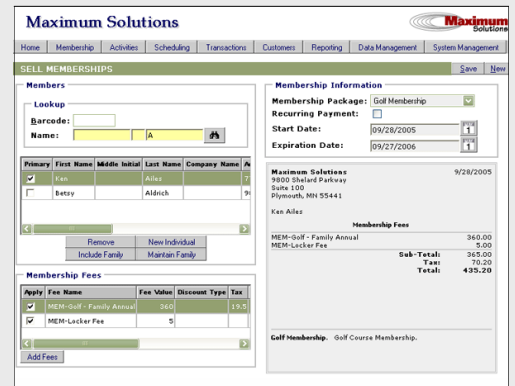 Maximum Solutions
Maximum
Solutions
Home Membership Activities Scheduling Transactions Customers Reporting Data Management System Management
SELL MEMBERSHIPS
Save New
Members
Lookup
Barcode:
Name: A
Primary First Name Middle Initial Last Name Company Name
Ken Ailes
Betsy Aldrich
Remove New Individual
Include Family Maintain Family
Membership Fees
Apply Fee Name Fee Value Discount Type Tax
MEM-Golf - Family Annual 360 19.5
MEM-Locker Fee 5
Add Fees
Membership Information
Membership Package: Golf Membership
Recurring Payment:
Start Date: 09/28/2005 1
Expiration Date: 09/27/2006 1
Maximum Solutions 9/28/2005
9800 Shelard Parkway
Suite 100
Plymouth, MN 55441
Ken Ailes
Membership Fees
MEM-Golf - Family Annual 360.00
MEM-Locker Fee 5.00
Sub-Total: 365.00
Tax: 70.20
Total: 435.20
Golf Membership. Golf Course Membership.